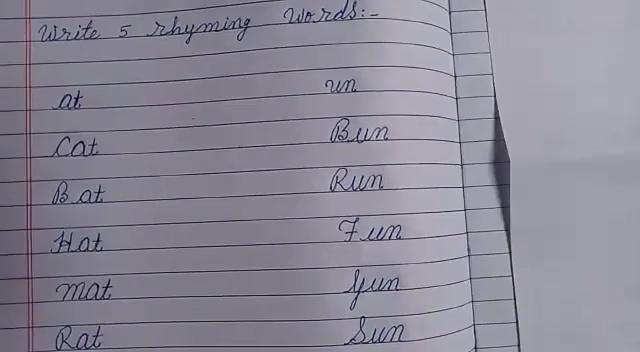 Write 5 rhyming Words:-
at un
Cat Bun
Bat Run
Hat Fun
mat Gun
Rat Sun